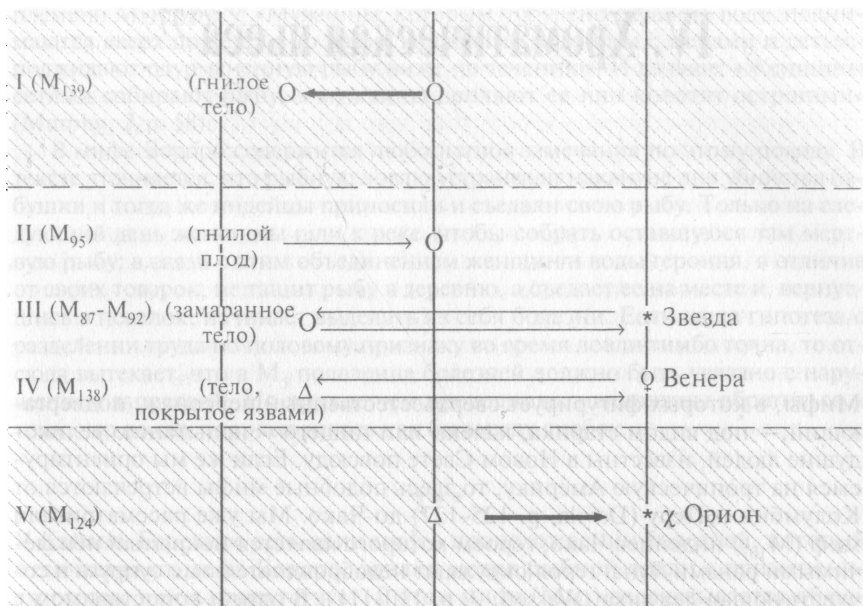 I (M139) (гнилое
тело)
II (M95) (гнилой
плод)
III (M87-M92) (замаранное * Звезда
тело)
IV (M138) (тело, Венера
покрытое язвами)
V (M124) Δ * χ Орион